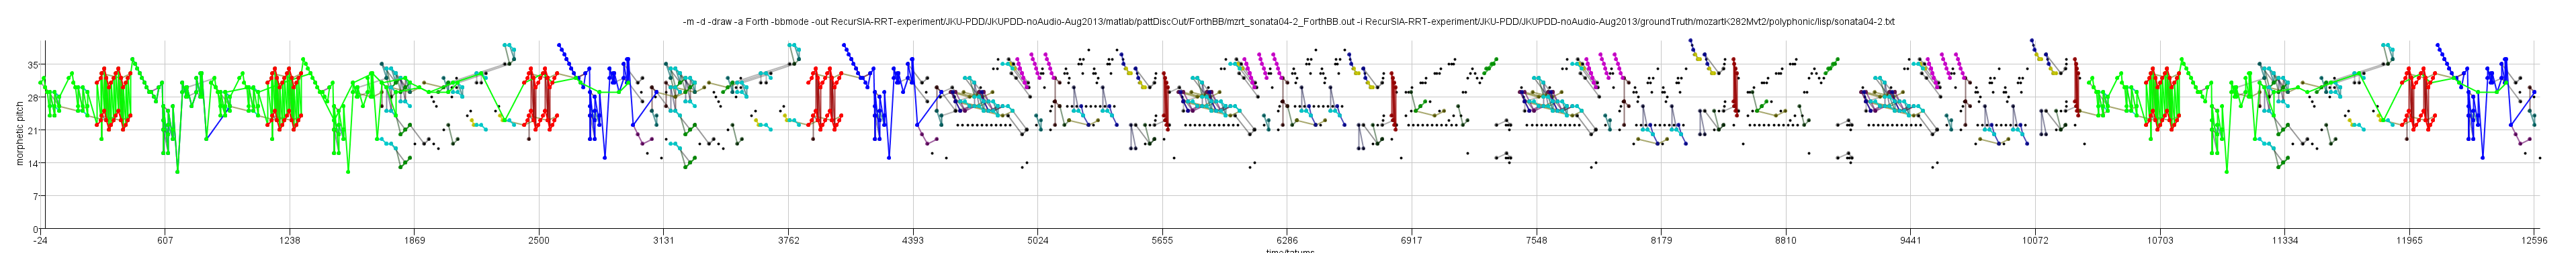 -m -d -draw -a Forth -bbmode -out RecurSIA-RRT-experiment/JKU-PDD/JKUPDD-noAudio-Aug2013/matlab/pattDiscOut/ForthBB/mzrt_sonata04-2_ForthBB.out -i RecurSIA-RRT-experiment/JKU-PDD/JKUPDD-noAudio-Aug2013/groundTruth/mozartK282Mvt2/polyphonic/lisp/sonata04-2.txt
morphetic pitch
35
28
21
14
7
0
-24 607 1238 1869 2500 3131 3762 4393 5024 5655 6286 6917 7548 8179 8810 9441 10072 10703 11334 11965 12596
time/tatums